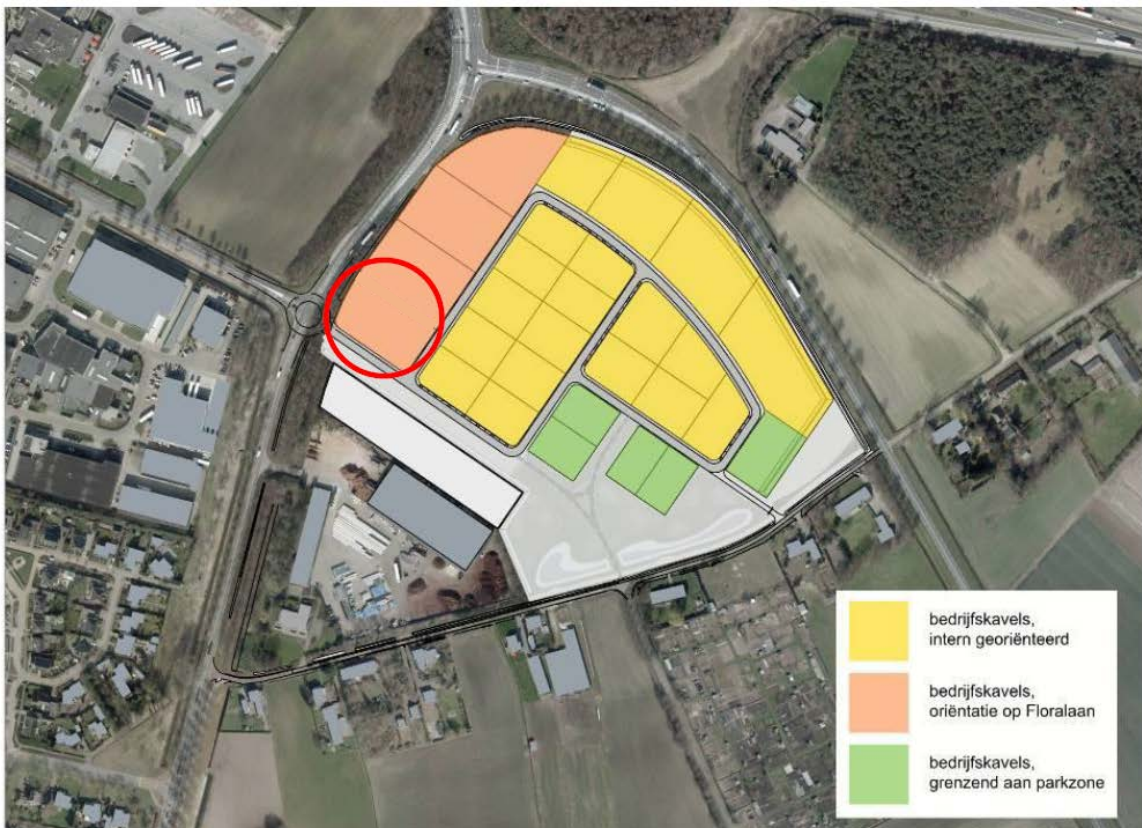 bedrijfskavels,
intern georiënteerd
bedrijfskavels,
oriëntatie op Floralaan
bedrijfskavels,
grenzend aan parkzone